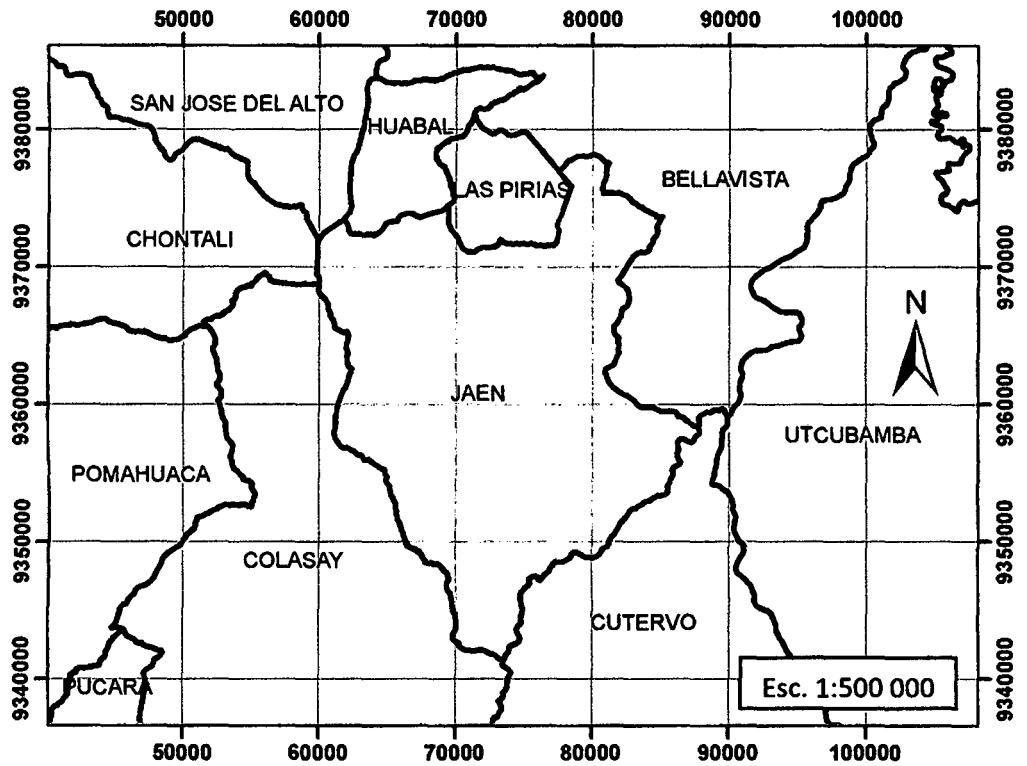 50000 60000 70000 80000 90000 100000
9380000
9370000
9360000
9350000
9340000
SAN JOSE DEL ALTO
HUABAL
LAS PIRIAS
BELLAVISTA
CHONTALI
N
JAEN
UTCUBAMBA
POMAHUACA
COLASAY
CUTERVO
PUCARA
Esc. 1:500 000
9380000
9370000
9360000
9350000
9340000
50000 60000 70000 80000 90000 100000